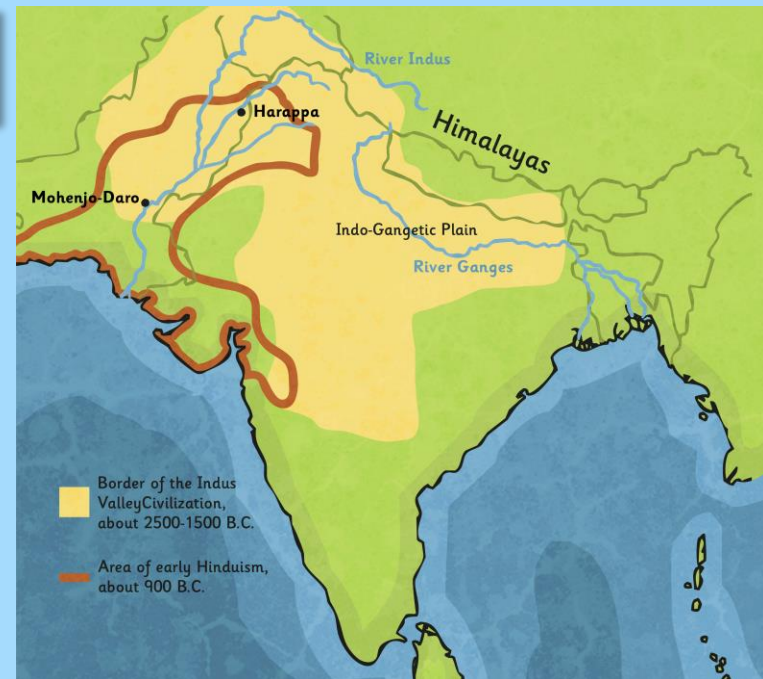 River Indus
Harappa
Himalayas
Mohenjo-Daro
Indo-Gangetic Plain
River Ganges
Border of the Indus
ValleyCivilization,
about 2500-1500 B.C.
Area of early Hinduism,
about 900 B.C.